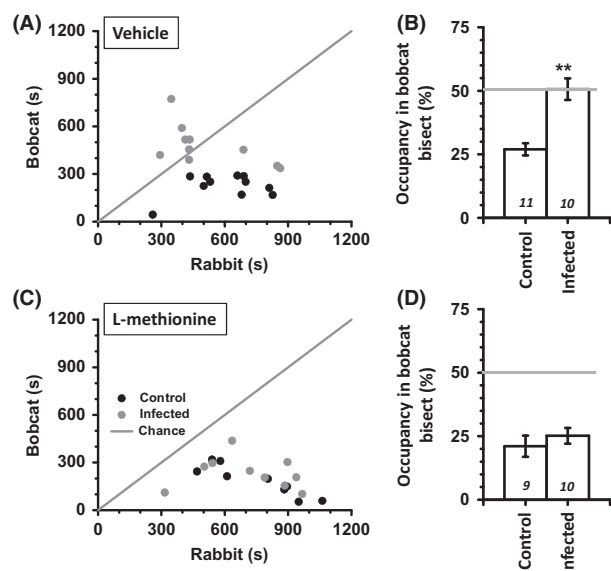 (A)
Vehicle
1200
900
600
300
0
Bobcat (s)
0 300 600 900 1200
Rabbit (s)
(B)
**
75
50
25
0
Occupancy in bobcat
bisect (%)
11 10
Control
Infected
(C)
L-methionine
1200
900
600
300
0
Bobcat (s)
Control
Infected
Chance
0 300 600 900 1200
Rabbit (s)
(D)
75
50
25
0
Occupancy in bobcat
bisect (%)
9 10
Control
Infected